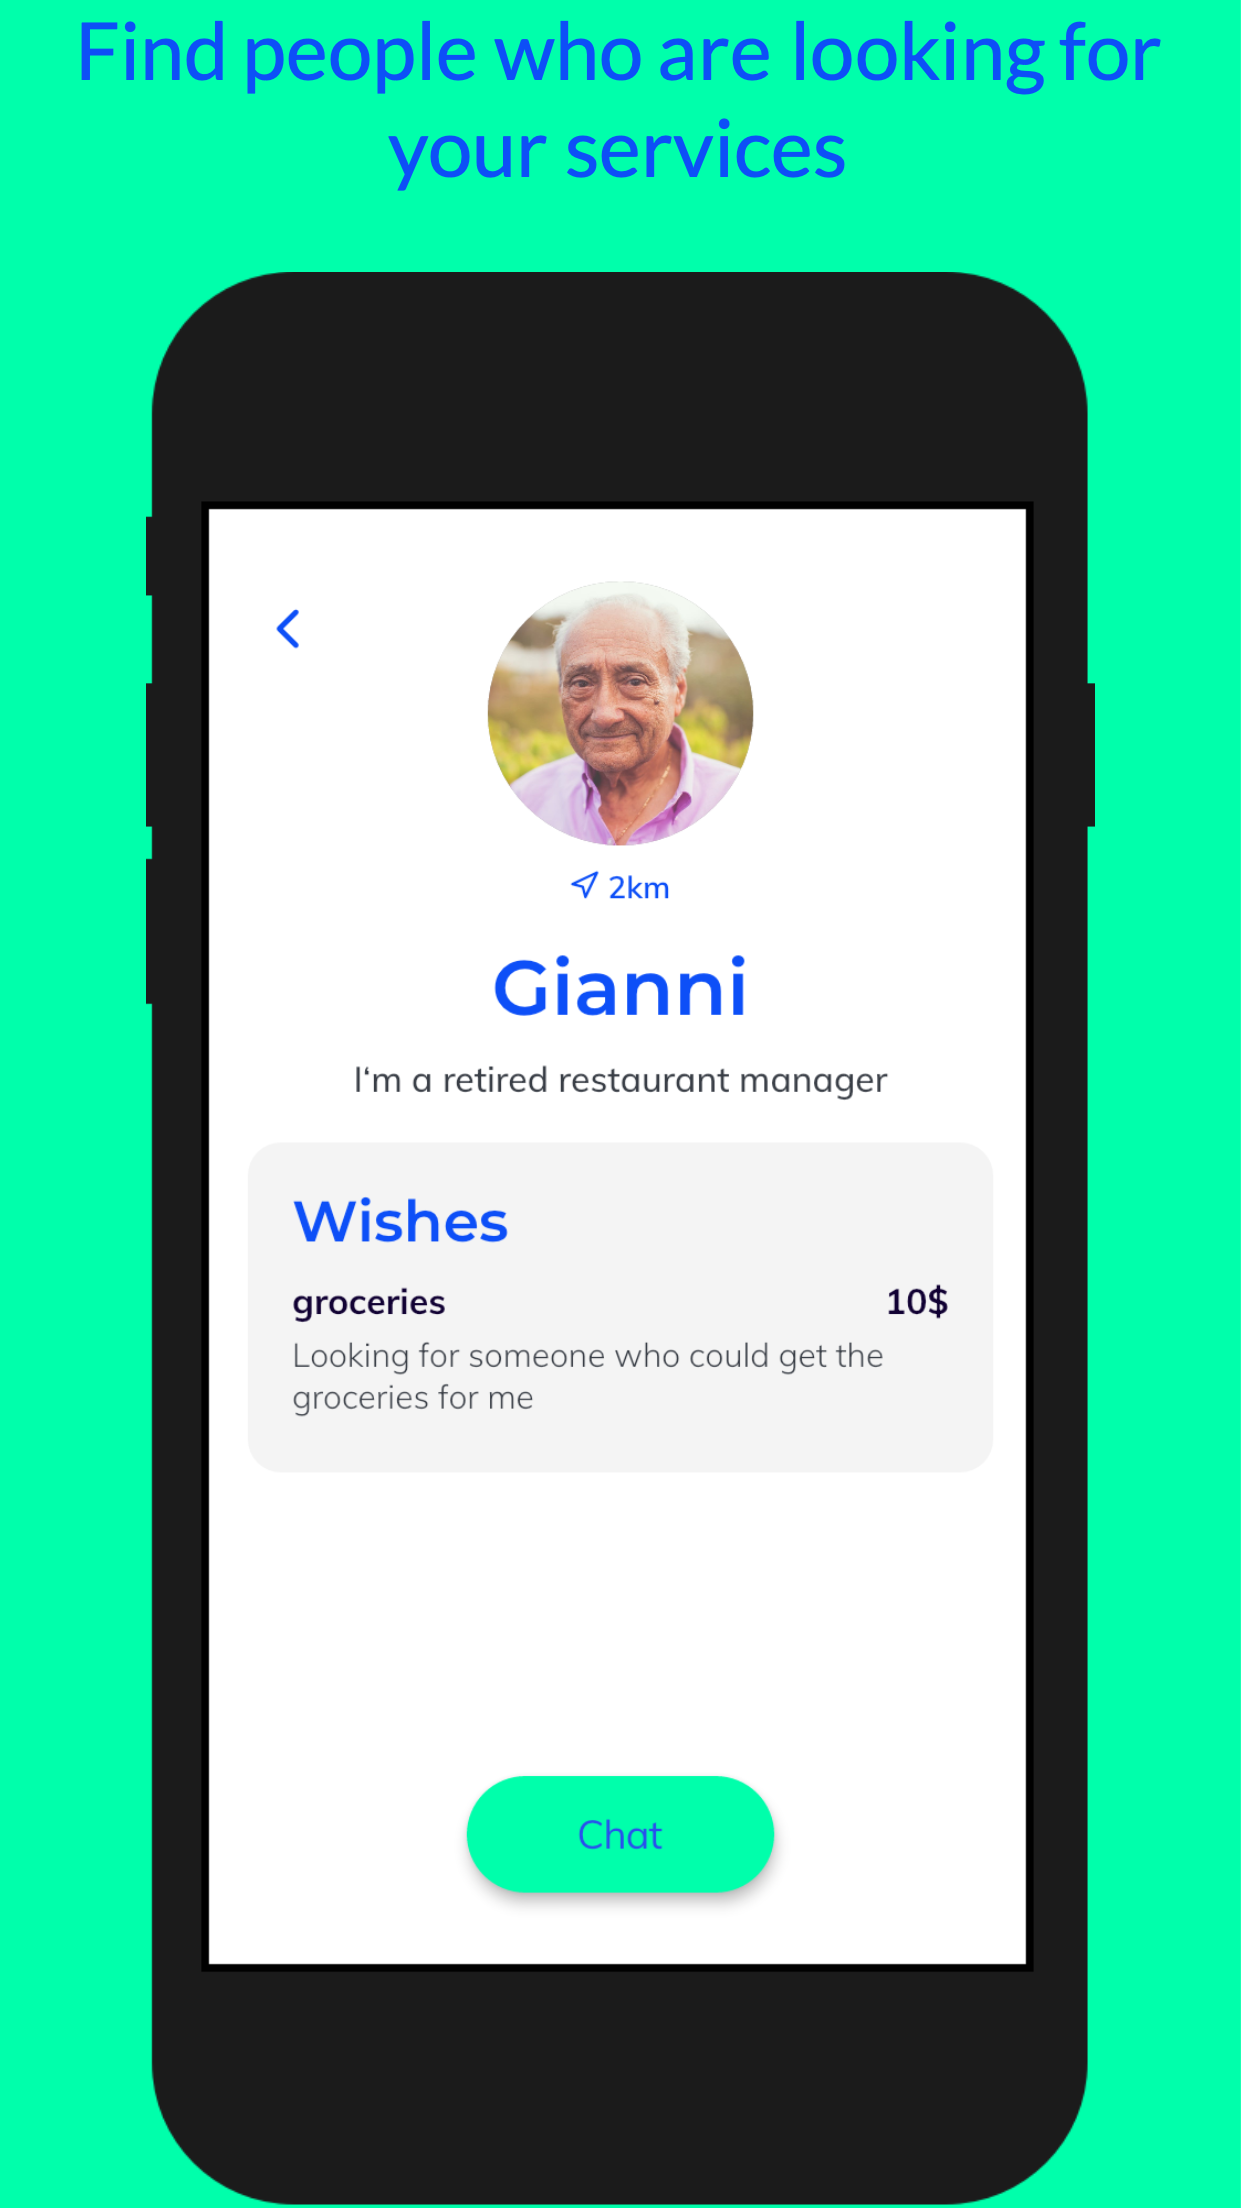 Find people who are looking for
your services
2km
Gianni
I‘m a retired restaurant manager
Wishes
groceries 10$
Looking for someone who could get the
groceries for me
Chat